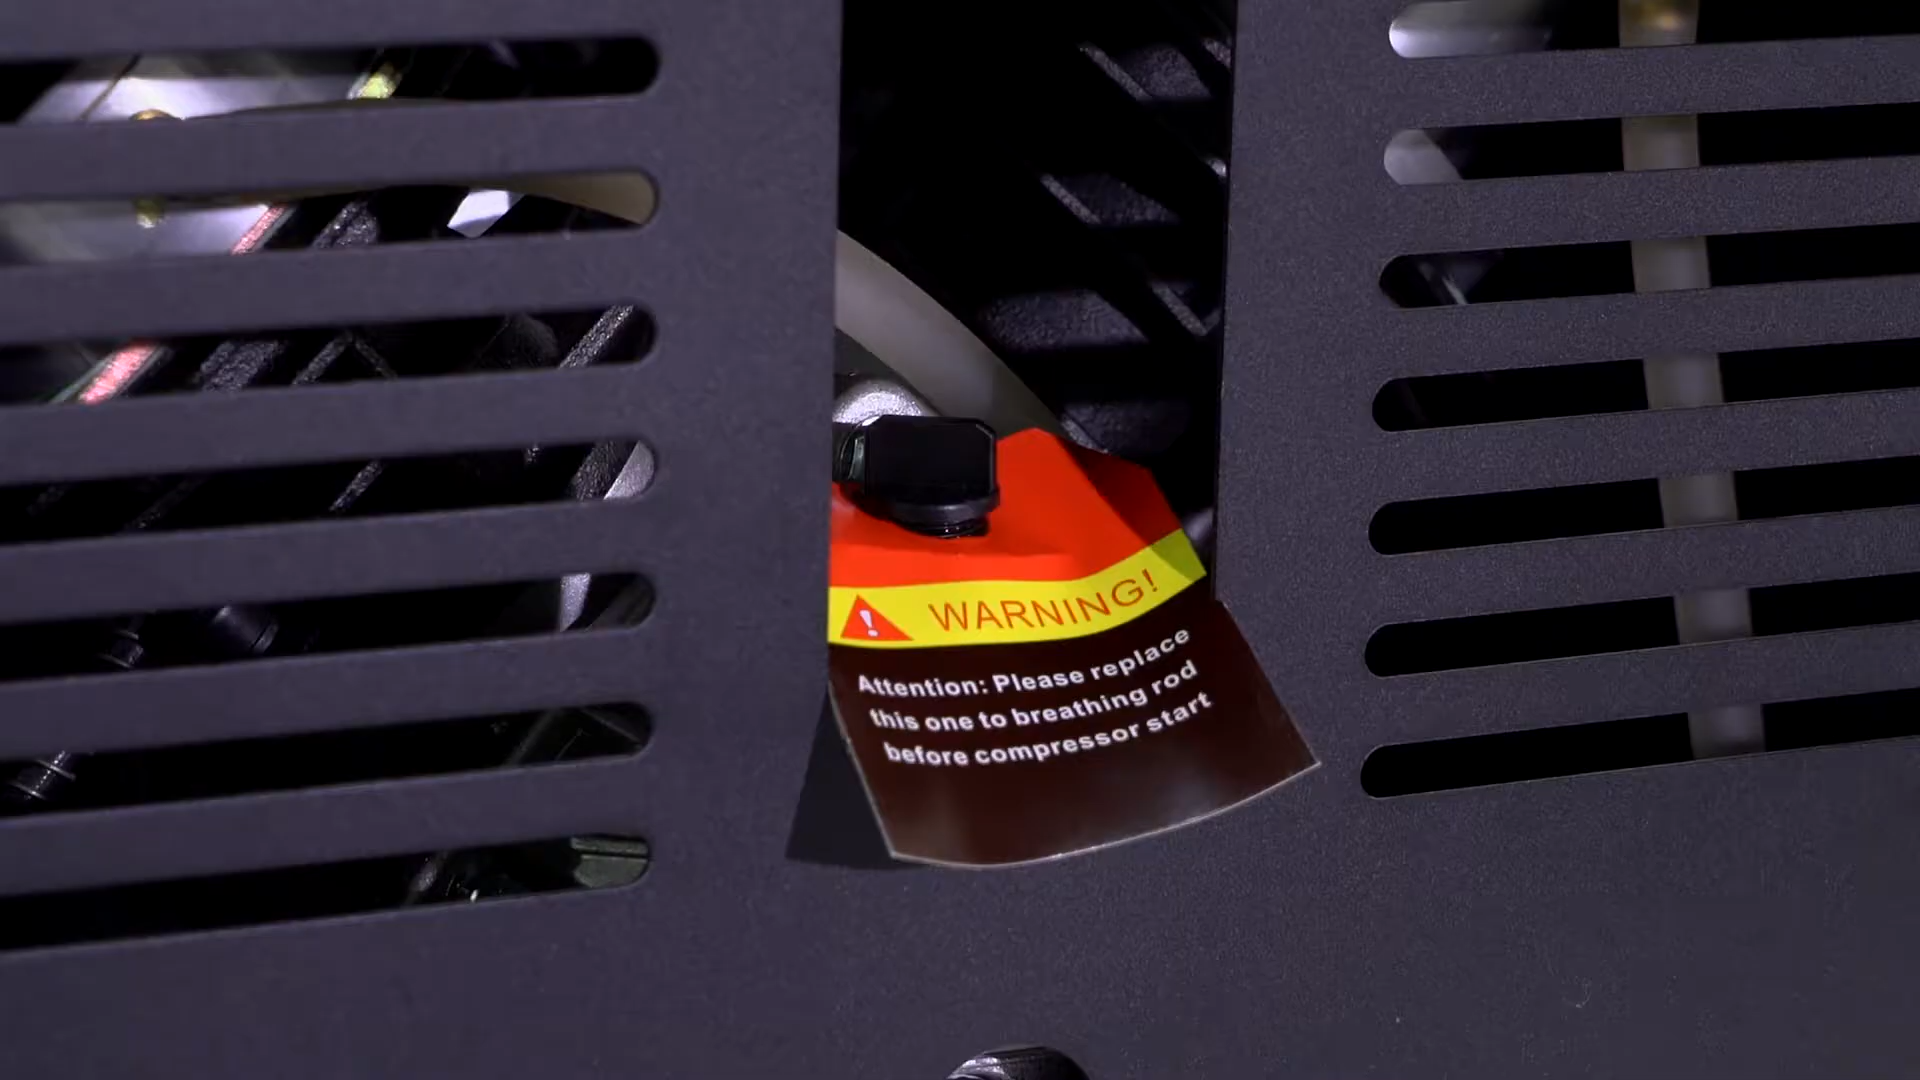 WARNING!
Attention: Please replace
this one to breathing rod
before compressor start